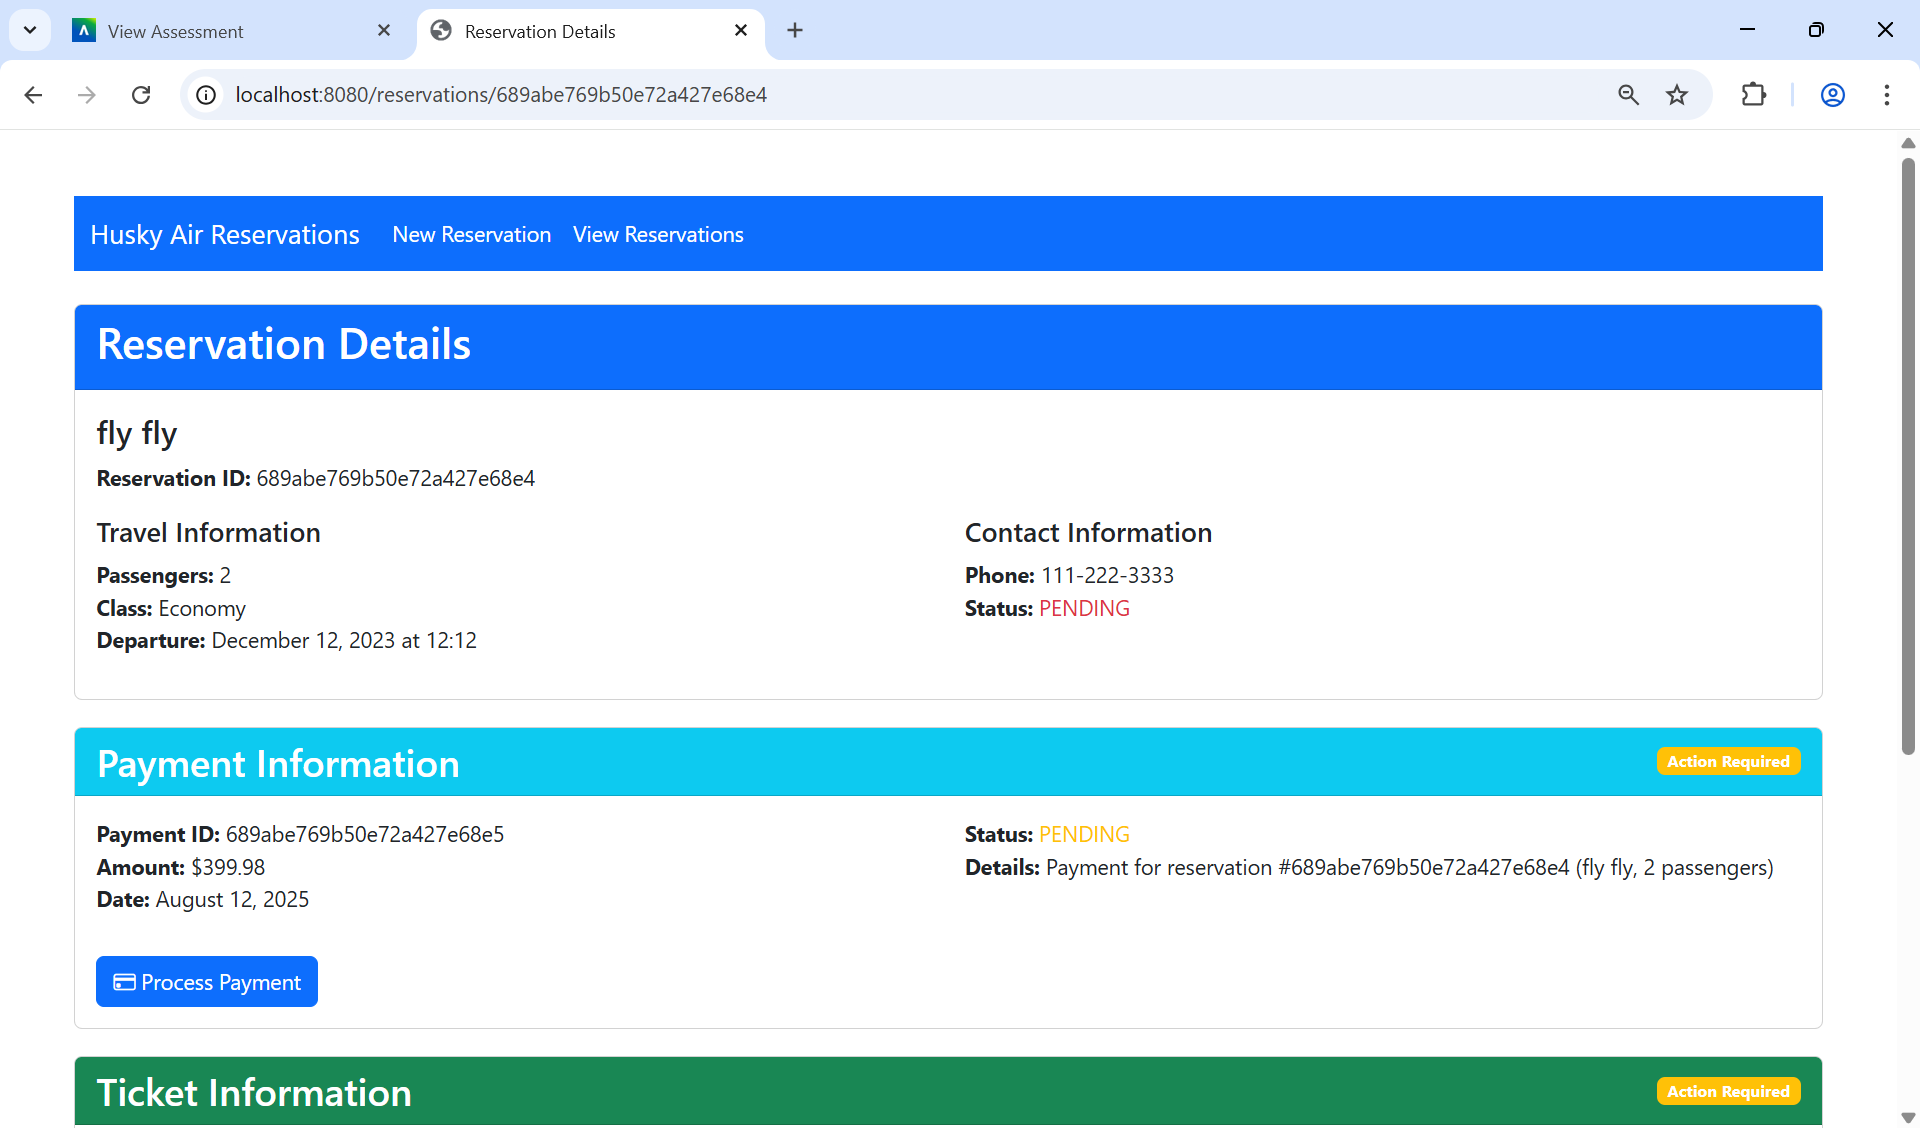 View Assessment
Reservation Details
localhost:8080/reservations/689abe769b50e72a427e68e4
Husky Air Reservations New Reservation View Reservations
Reservation Details
fly fly
Reservation ID: 689abe769b50e72a427e68e4
Travel Information
Passengers: 2
Class: Economy
Departure: December 12, 2023 at 12:12
Contact Information
Phone: 111-222-3333
Status: PENDING
Payment Information
Action Required
Payment ID: 689abe769b50e72a427e68e5
Amount: $399.98
Date: August 12, 2025
Status: PENDING
Details: Payment for reservation #689abe769b50e72a427e68e4 (fly fly, 2 passengers)
Process Payment
Ticket Information
Action Required